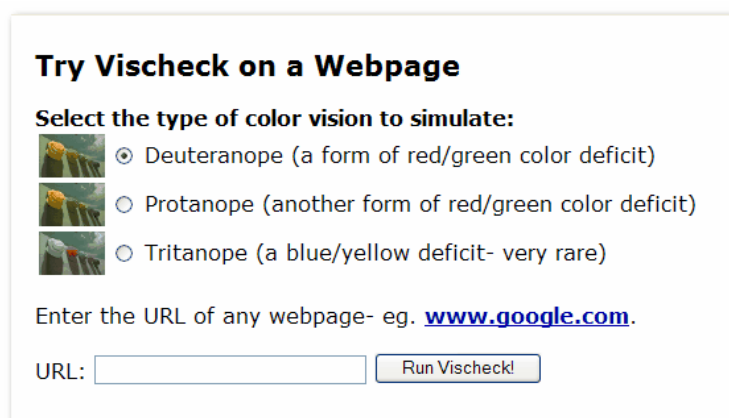 Try Vischeck on a Webpage
Select the type of color vision to simulate:
Deuteranope (a form of red/green color deficit)
Protanope (another form of red/green color deficit)
Tritanope (a blue/yellow deficit- very rare)
Enter the URL of any webpage- eg. www.google.com.
URL: Run Vischeck!